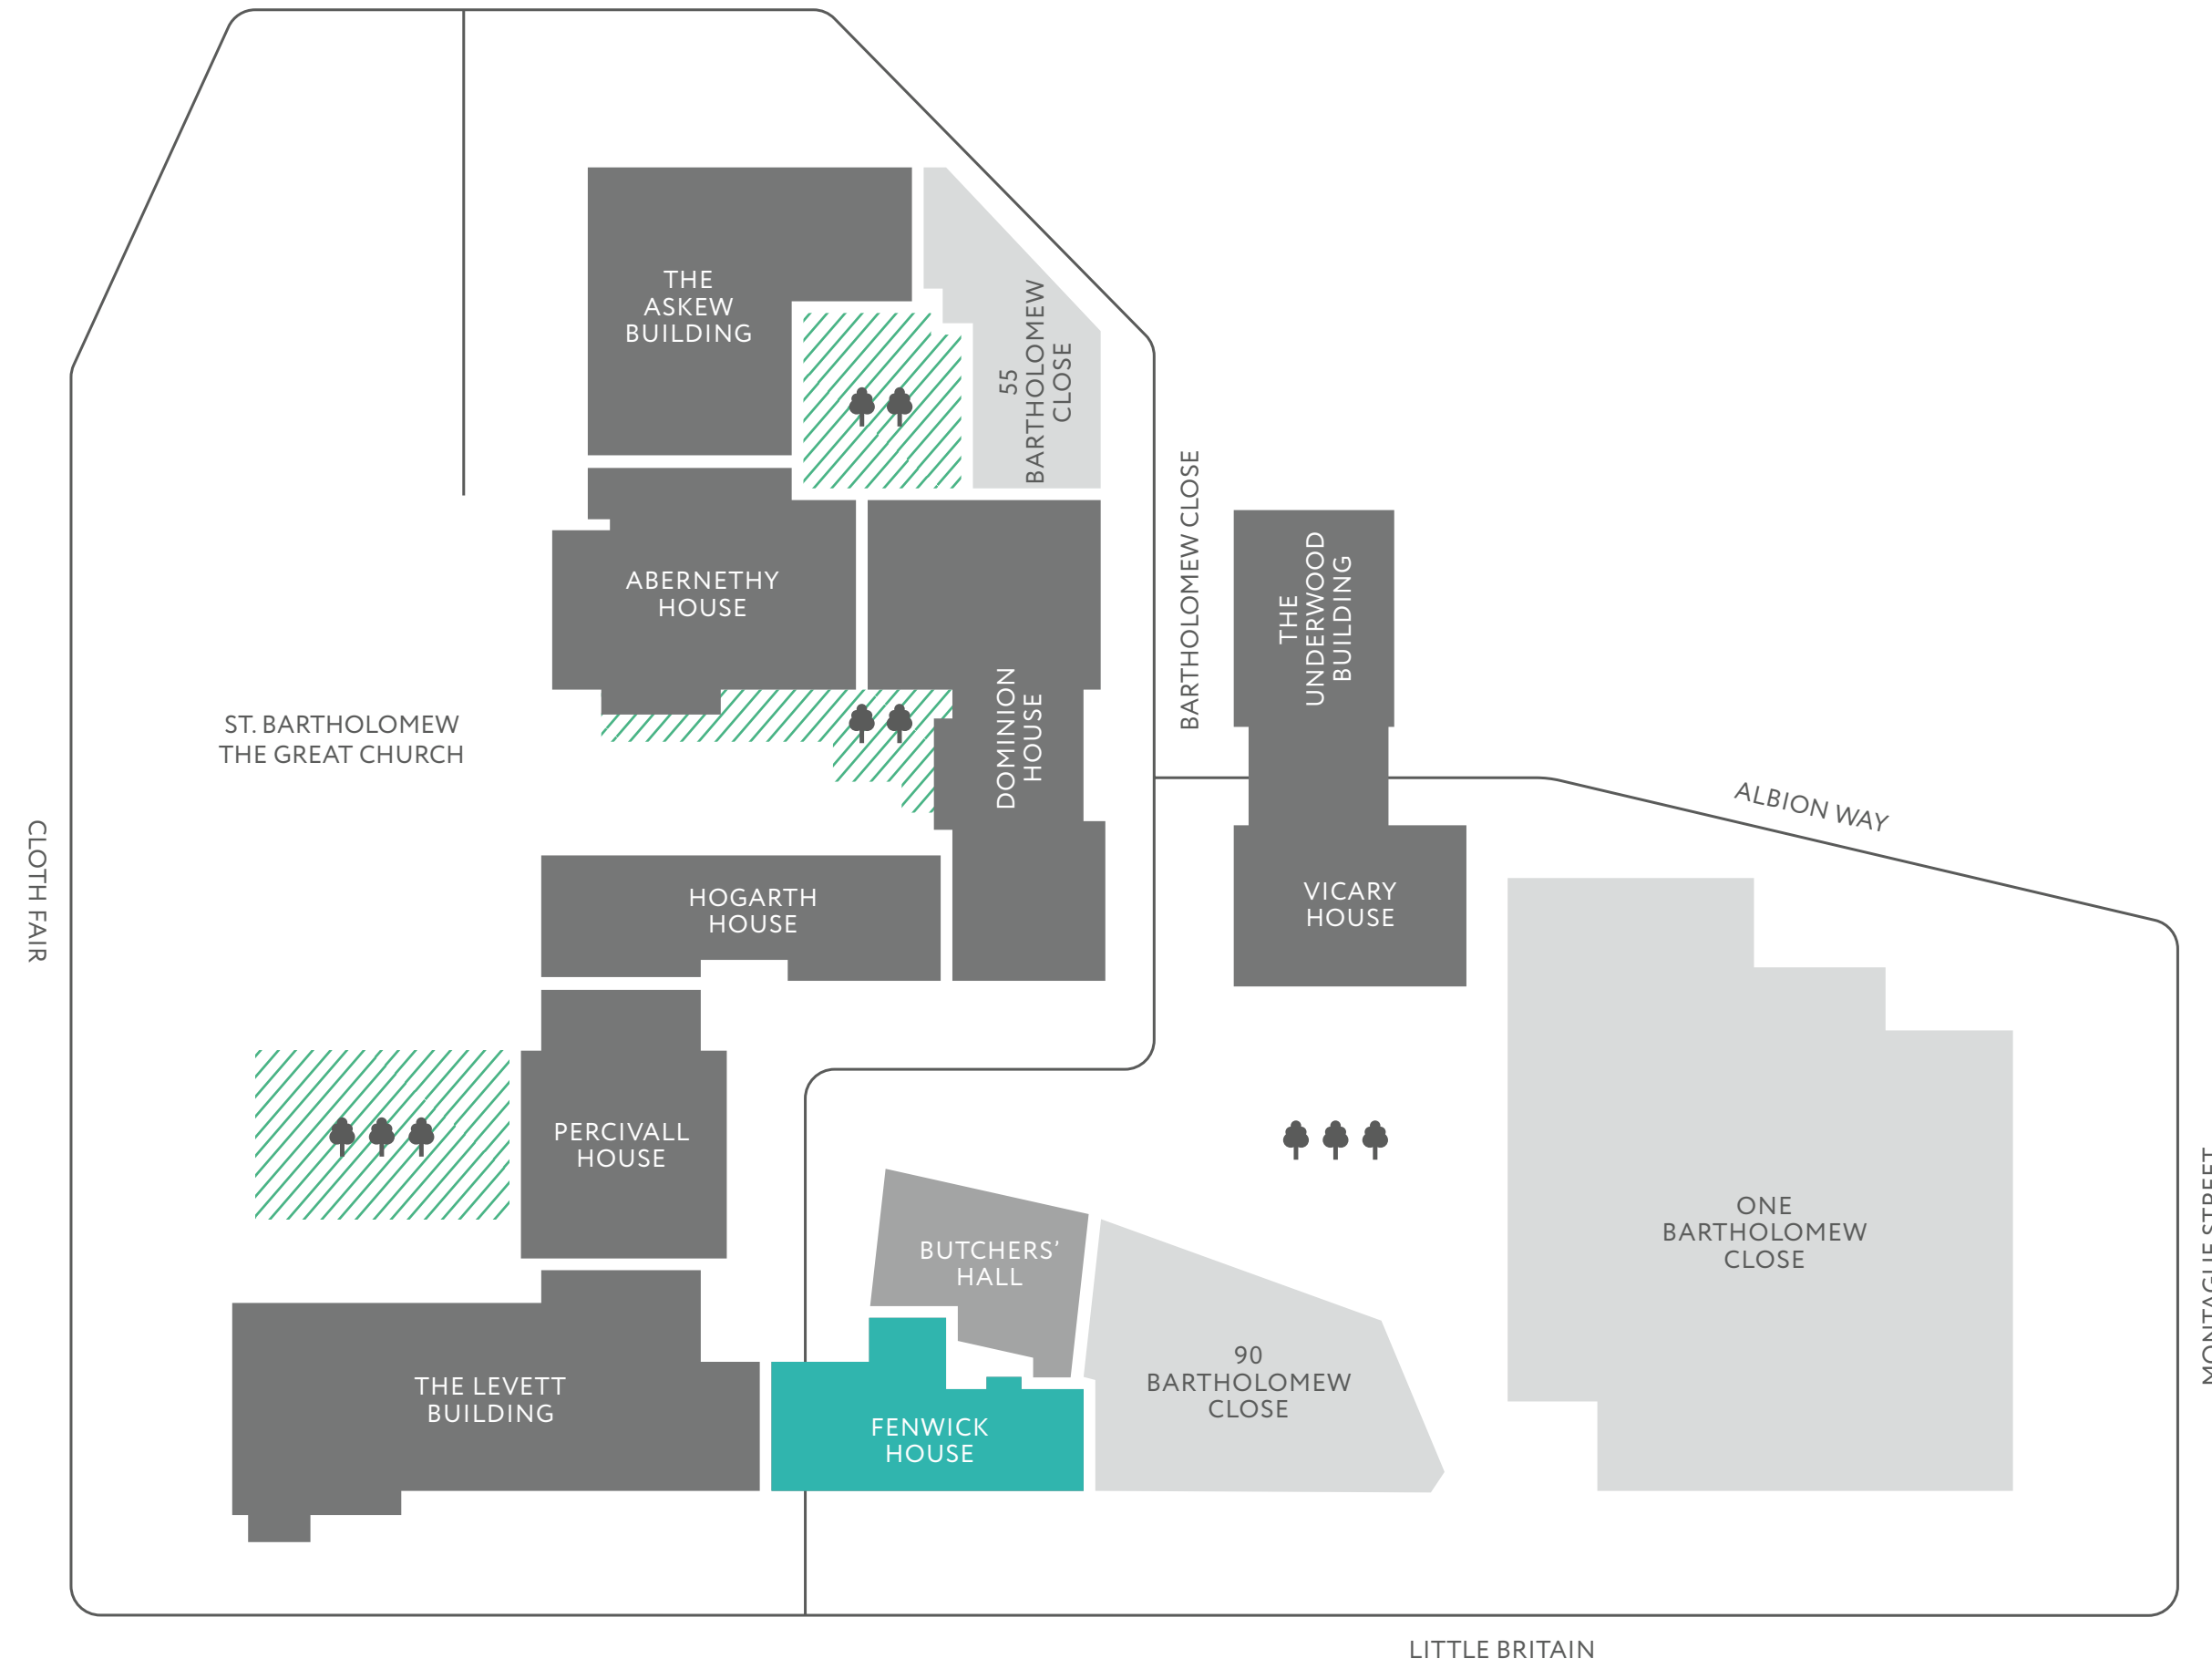 THE
ASKEW
BUILDING
55
BARTHOLOMEW
CLOSE
BARTHOLOMEW CLOSE
THE
UNDERWOOD
BUILDING
ABERNETHY
HOUSE
DOMINION
HOUSE
ST. BARTHOLOMEW
THE GREAT CHURCH
ALBION WAY
CLOTH FAIR
HOGARTH
HOUSE
VICARY
HOUSE
PERCIVALL
HOUSE
BUTCHERS’
HALL
ONE
BARTHOLOMEW
CLOSE
MONTAGUE STREET
90
BARTHOLOMEW
CLOSE
THE LEVETT
BUILDING
FENWICK
HOUSE
LITTLE BRITAIN